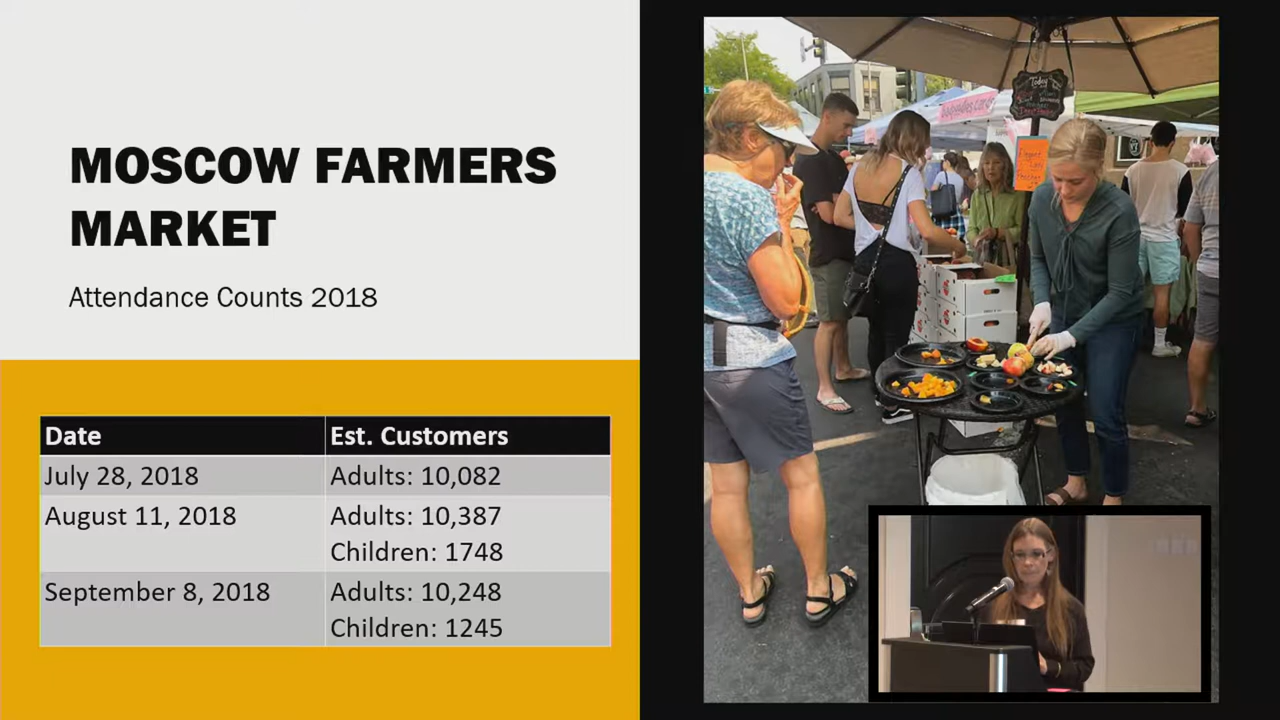 MOSCOW FARMERS
MARKET
Attendance Counts 2018
Date Est. Customers
July 28, 2018 Adults: 10,082
August 11, 2018 Adults: 10,387
Children: 1748
September 8, 2018 Adults: 10,248
Children: 1245
Today